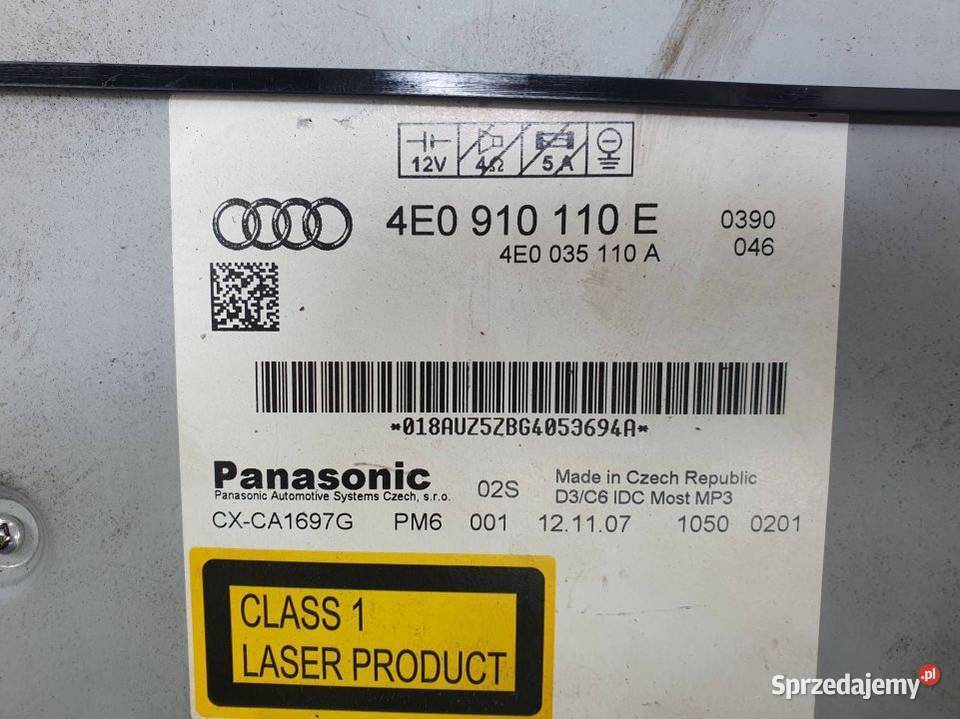 12V 4Ω 5A
4E0 910 110 E 0390
4E0 035 110 A 046
*018AUZ5ZBG4053694A*
Panasonic
Panasonic Automotive Systems Czech, s.r.o.
02S
Made in Czech Republic
D3/C6 IDC Most MP3
CX-CA1697G PM6 001 12.11.07 1050 0201
CLASS 1
LASER PRODUCT
Sprzedajemy.pl